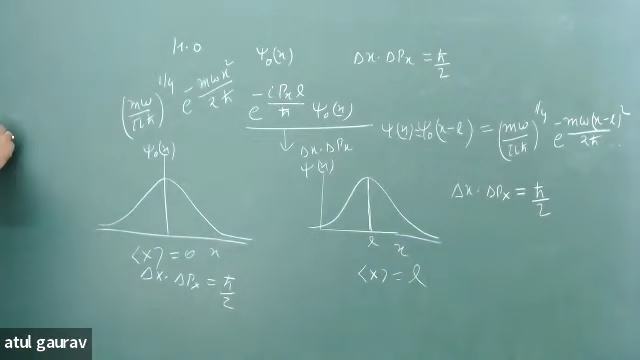 H.O ψ₀(x) Δx·ΔPₓ = ħ/2
(mω/πħ)^1/4 e^-mωx²/2ħ
e^-iPₓl/ħ ψ₀(x)
ψ(x) = ψ₀(x-l) = (mω/πħ)^1/4 e^-mω(x-l)²/2ħ ..
↓ Δx·ΔPₓ
ψ₀(x) ψ(x)
Δx·ΔPₓ = ħ/2
l x
⟨x⟩ = 0 x
⟨x⟩ = l
Δx·ΔPₓ = ħ/2
atul gaurav